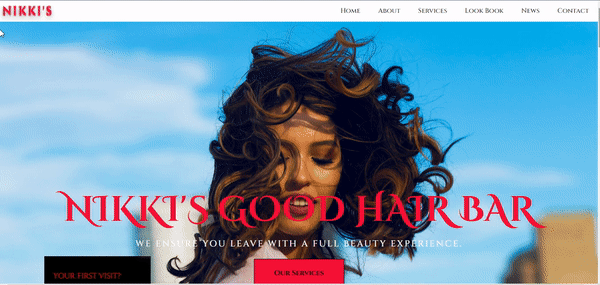 NIKKI'S
Home About Services Look Book News Contact
NIKKI'S GOOD HAIR BAR
WE ENSURE YOU LEAVE WITH A FULL BEAUTY EXPERIENCE.
YOUR FIRST VISIT?
Our Services